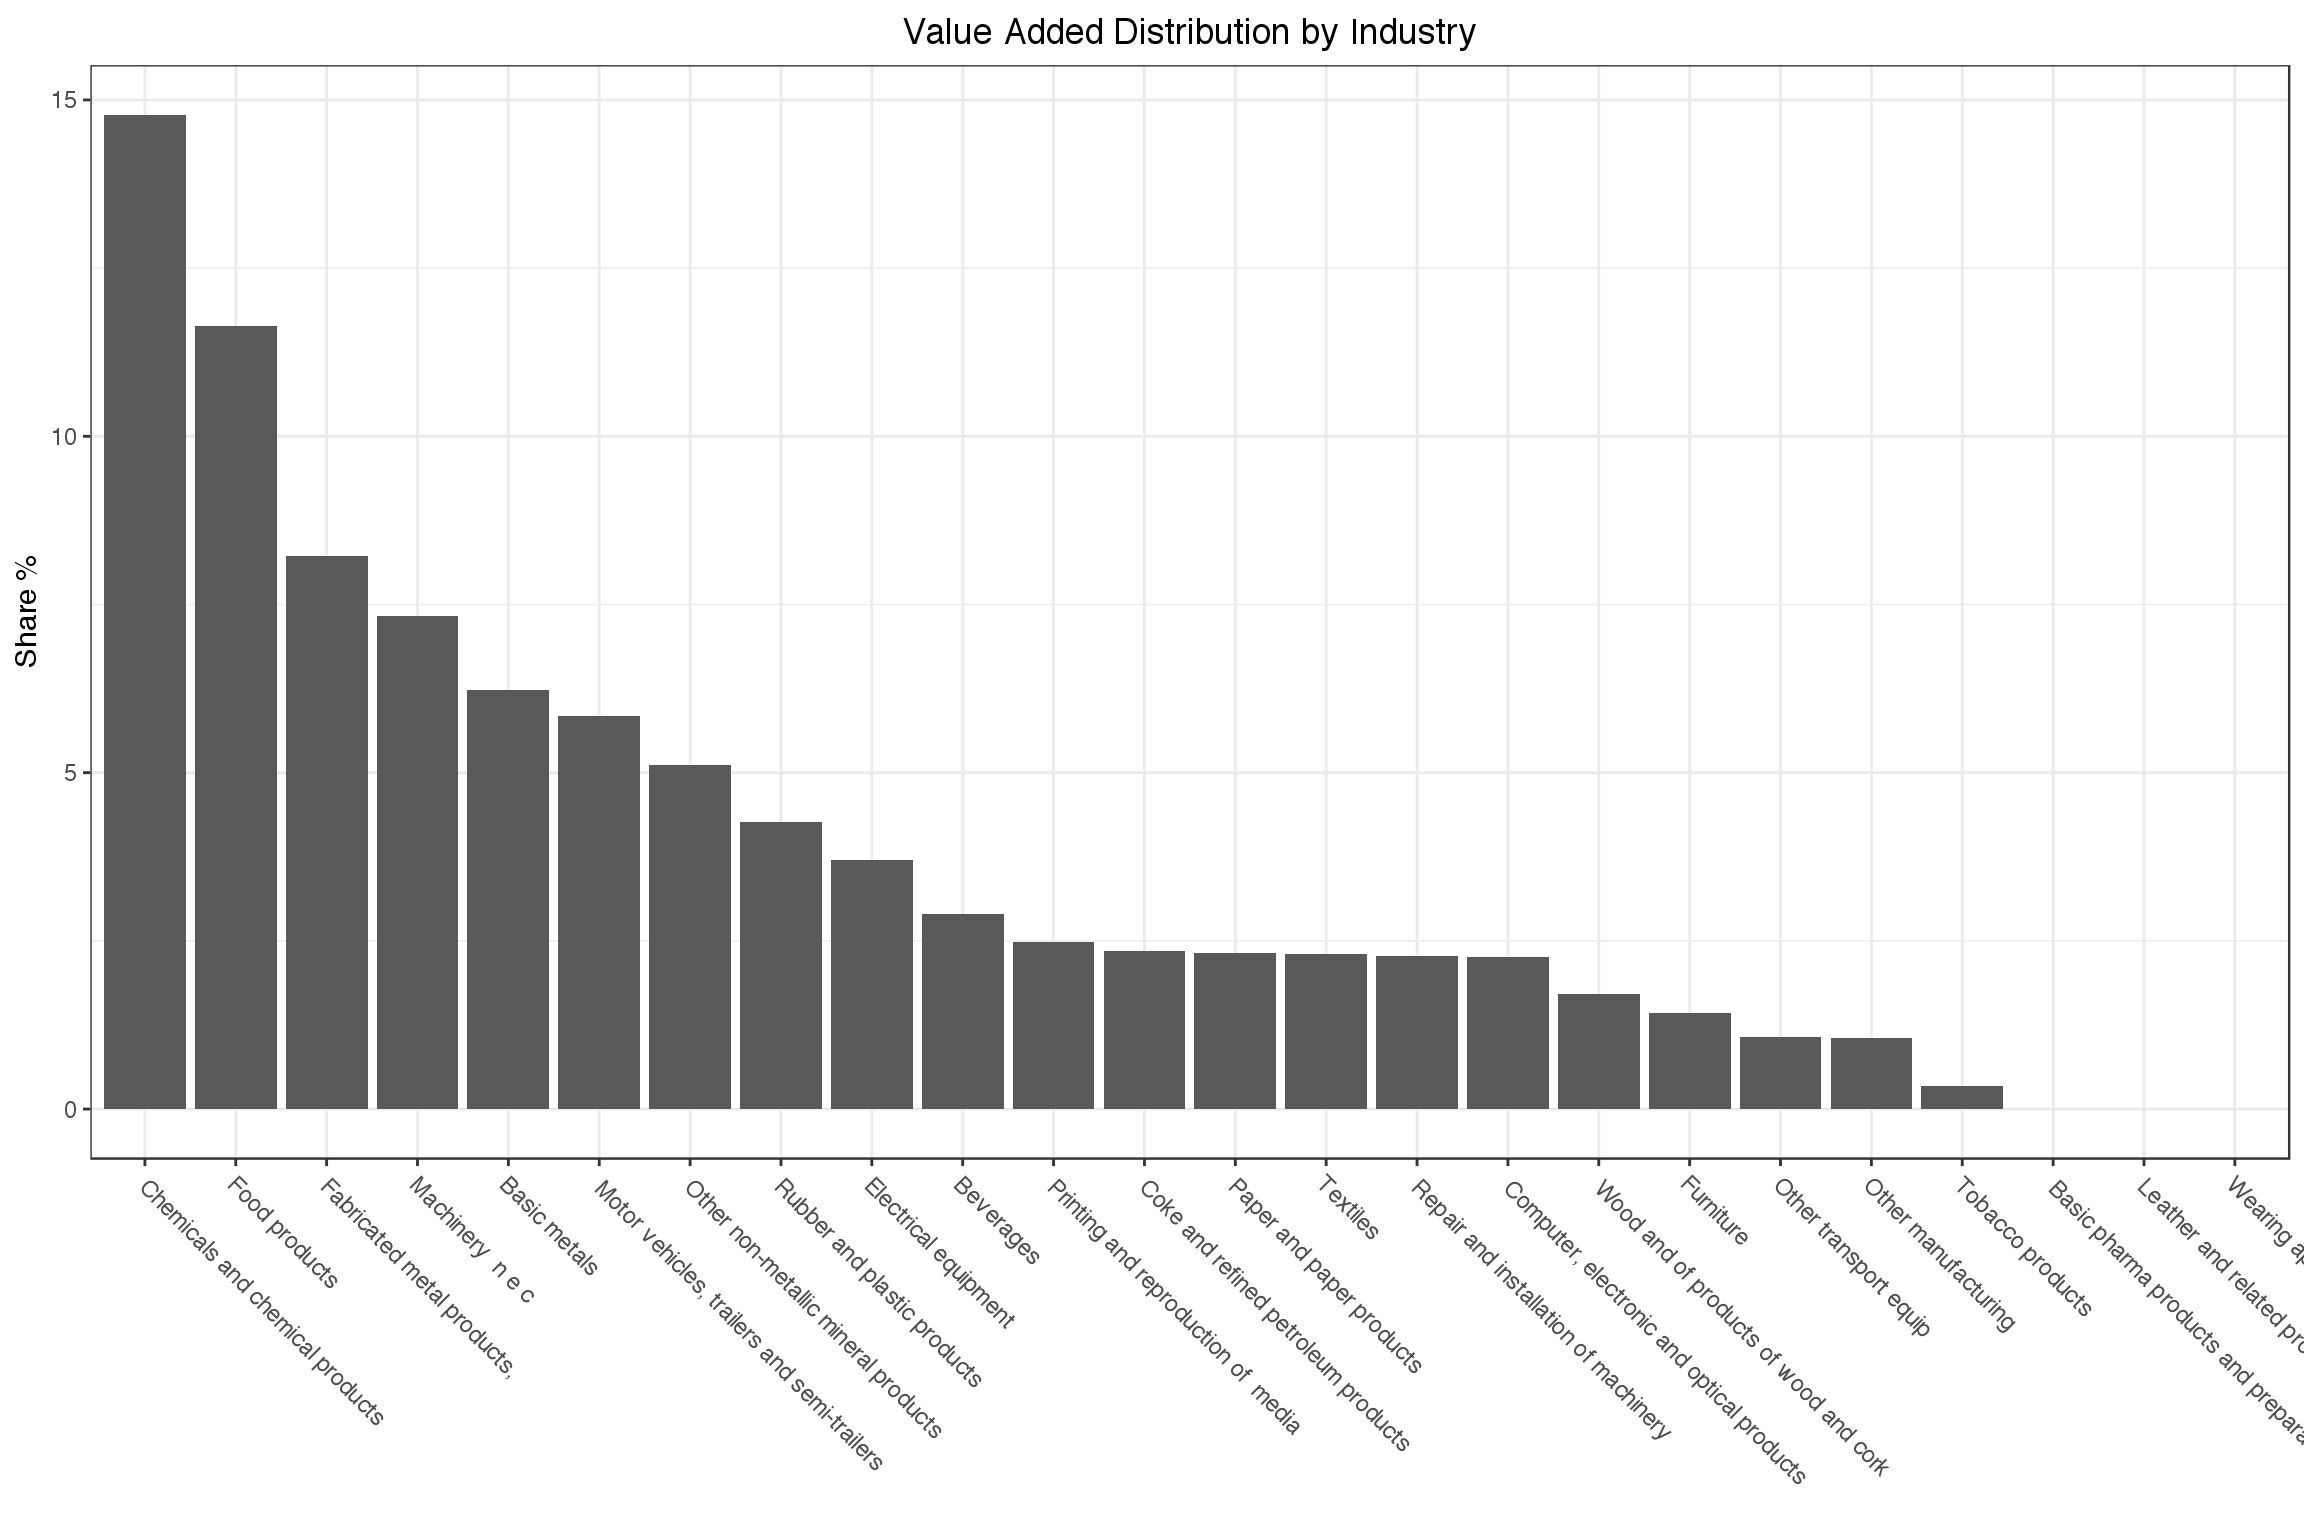 Value Added Distribution by Industry
Share %
15
10
5
0
Chemicals and chemical products
Food products
Fabricated metal products,
Machinery n e c
Basic metals
Motor vehicles, trailers and semi-trailers
Other non-metallic mineral products
Rubber and plastic products
Electrical equipment
Beverages
Printing and reproduction of media
Coke and refined petroleum products
Paper and paper products
Textiles
Repair and installation of machinery
Computer, electronic and optical products
Wood and of products of wood and cork
Furniture
Other transport equip
Other manufacturing
Tobacco products
Basic pharma products and
Leather and related
Wearing